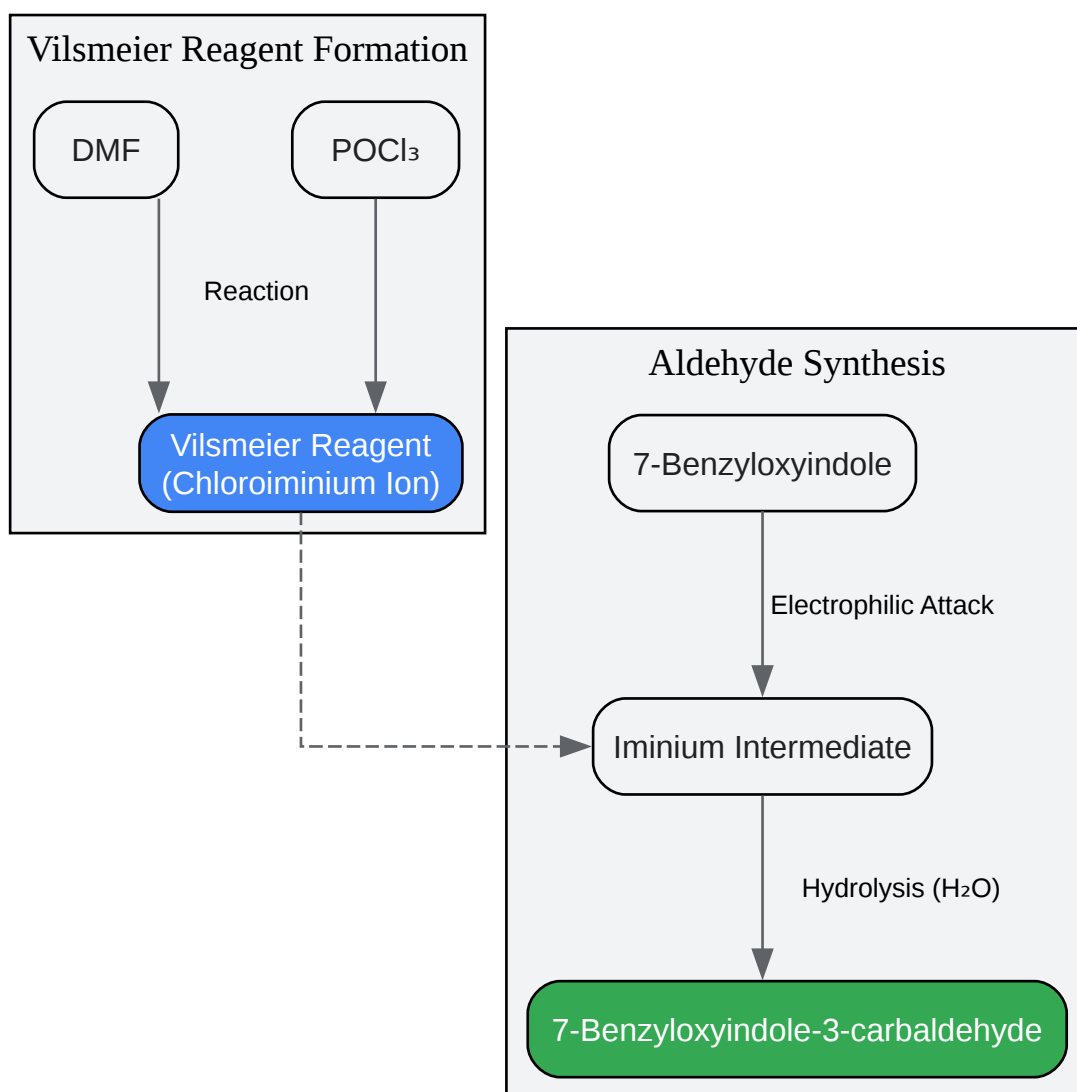 Vilsmeier Reagent Formation
DMF
POCl₃
Reaction
Vilsmeier Reagent
(Chloroiminium Ion)
Aldehyde Synthesis
7-Benzyloxyindole
Electrophilic Attack
Iminium Intermediate
Hydrolysis (H₂O)
7-Benzyloxyindole-3-carbaldehyde